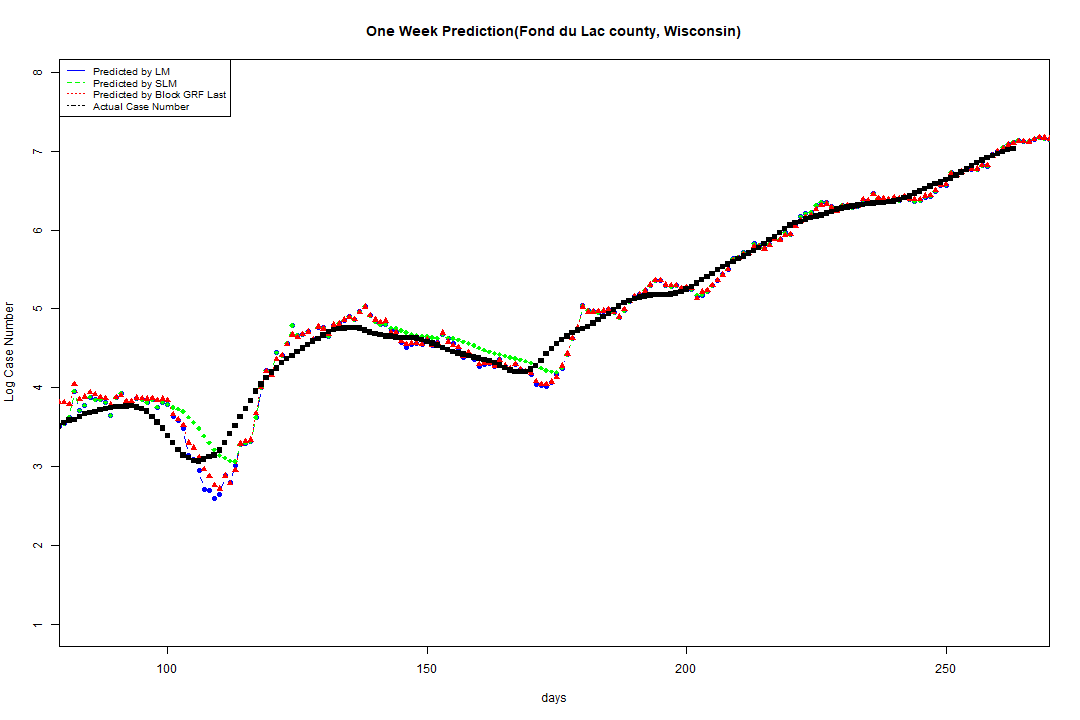 One Week Prediction(Fond du Lac county, Wisconsin)
Predicted by LM
Predicted by SLM
Predicted by Block GRF Last
Actual Case Number
8
7
6
5
4
3
2
1
Log Case Number
100 150 200 250
days